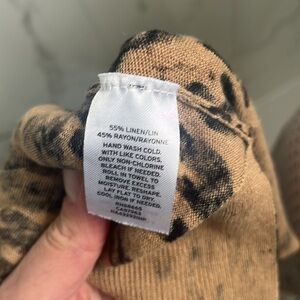 55% LINEN/LIN
45% RAYON/RAYONNE
HAND WASH COLD
WITH LIKE COLORS.
ONLY NON-CHLORINE
BLEACH IF NEEDED.
ROLL IN TOWEL TO
REMOVE EXCESS
MOISTURE. RESHAPE.
LAY FLAT TO DRY.
COOL IRON IF NEEDED.